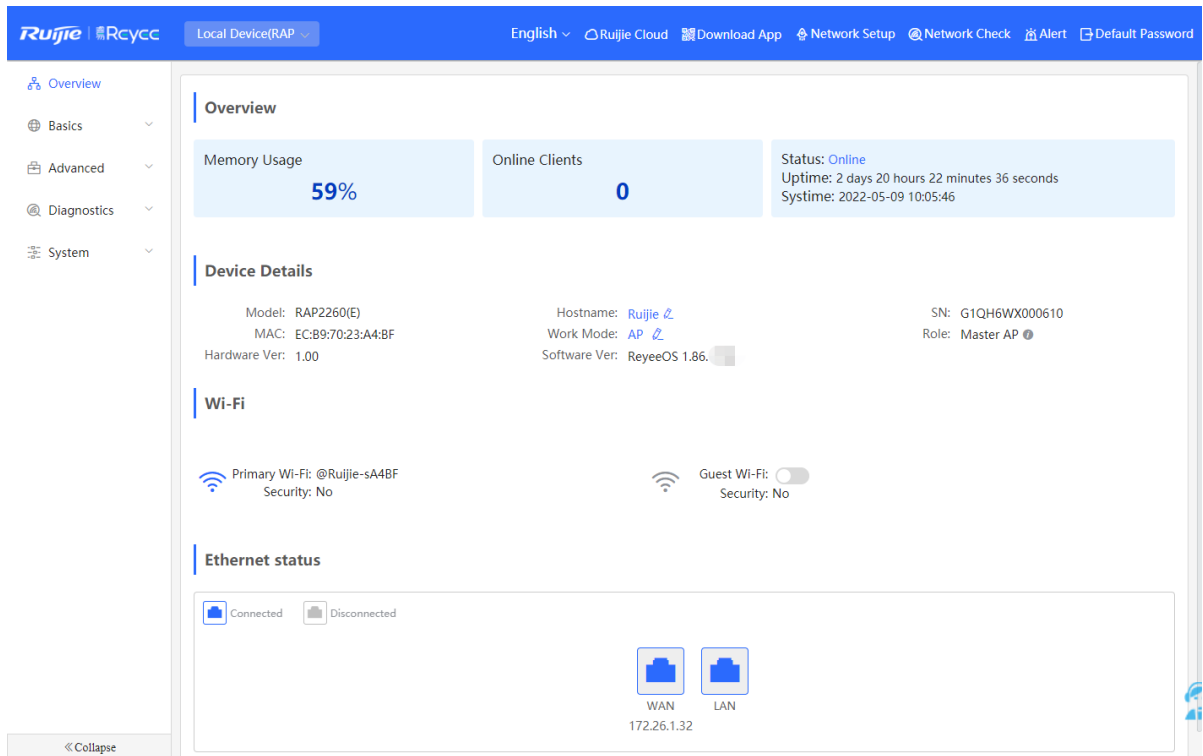 Ruijie | Rcycc Local Device(RAP English Ruijie Cloud Download App Network Setup Network Check Alert Default Password
Overview
Basics
Advanced
Diagnostics
System
Collapse
Overview
Memory Usage
59%
Online Clients
0
Status: Online
Uptime: 2 days 20 hours 22 minutes 36 seconds
Systime: 2022-05-09 10:05:46
Device Details
Model: RAP2260(E) Hostname: Ruijie SN: G1QH6WX000610
MAC: EC:B9:70:23:A4:BF Work Mode: AP Role: Master AP
Hardware Ver: 1.00 Software Ver: ReyeeOS 1.86.
Wi-Fi
Primary Wi-Fi: @Ruijie-sA4BF
Security: No
Guest Wi-Fi:
Security: No
Ethernet status
Connected Disconnected
WAN LAN
172.26.1.32